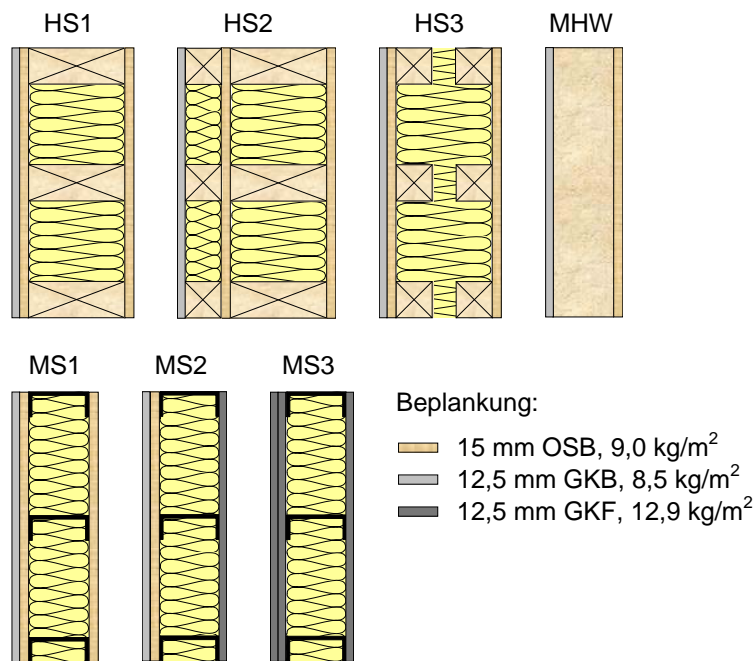 HS1 HS2 HS3 MHW
MS1 MS2 MS3
Beplankung:
15 mm OSB, 9,0 kg/m²
12,5 mm GKB, 8,5 kg/m²
12,5 mm GKF, 12,9 kg/m²